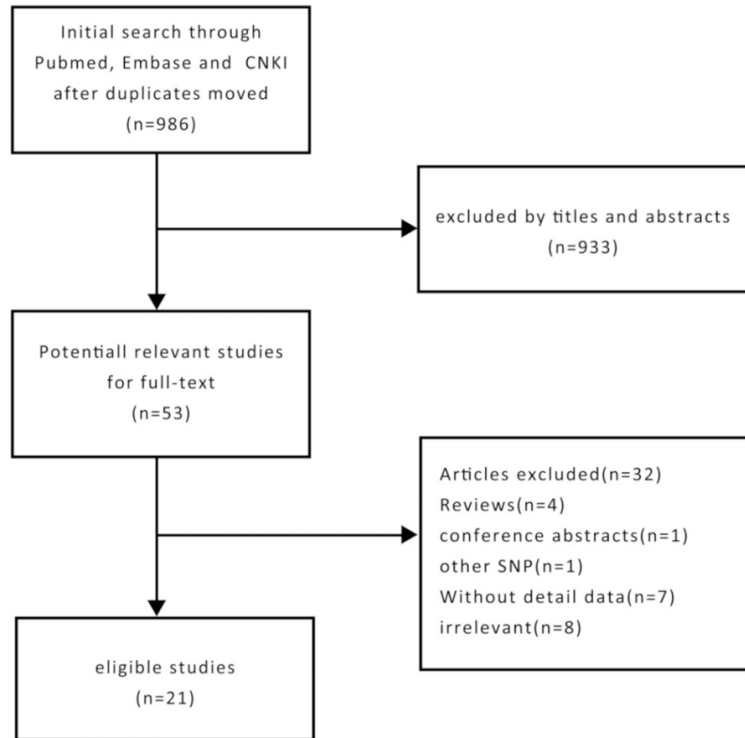 Initial search through
Pubmed, Embase and CNKI
after duplicates moved
(n=986)
excluded by titles and abstracts
(n=933)
Potentiall relevant studies
for full-text
(n=53)
Articles excluded(n=32)
Reviews(n=4)
conference abstracts(n=1)
other SNP(n=1)
Without detail data(n=7)
irrelevant(n=8)
eligible studies
(n=21)